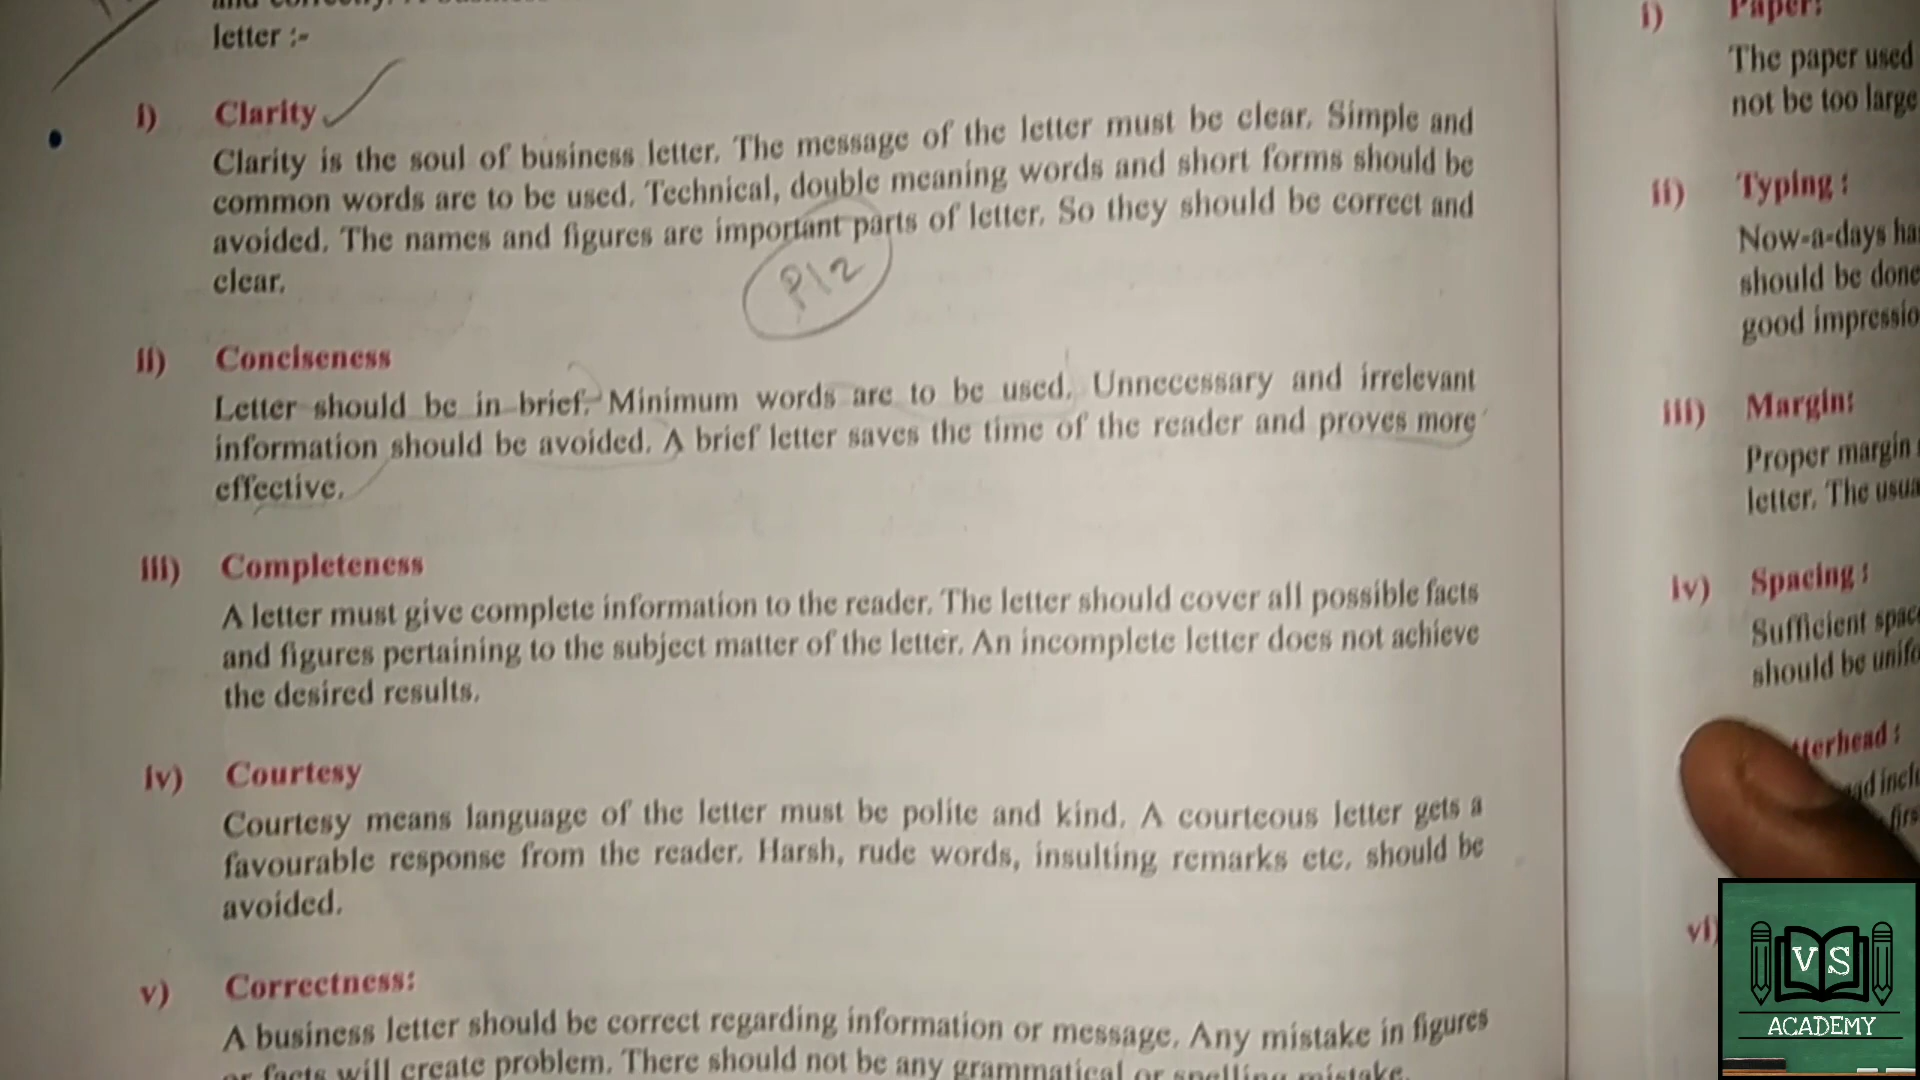 letter :-
i) Clarity
Clarity is the soul of business letter. The message of the letter must be clear. Simple and
common words are to be used. Technical, double meaning words and short forms should be
avoided. The names and figures are important parts of letter. So they should be correct and
clear.
P12
ii) Conciseness
Letter should be in brief. Minimum words are to be used. Unnecessary and irrelevant
information should be avoided. A brief letter saves the time of the reader and proves more
effective.
iii) Completeness
A letter must give complete information to the reader. The letter should cover all possible facts
and figures pertaining to the subject matter of the letter. An incomplete letter does not achieve
the desired results.
iv) Courtesy
Courtesy means language of the letter must be polite and kind. A courteous letter gets a
favourable response from the reader. Harsh, rude words, insulting remarks etc. should be
avoided.
v) Correctness:
A business letter should be correct regarding information or message. Any mistake in figures
or facts will create problem. There should not be any grammatical or spelling mistake.
i) Paper:
The paper used
not be too large
ii) Typing :
Now-a-days
should be done
good
iii) Margin:
Proper margin
letter. The
iv) Spacing :
Sufficient
should be
vi)
VS
ACADEMY